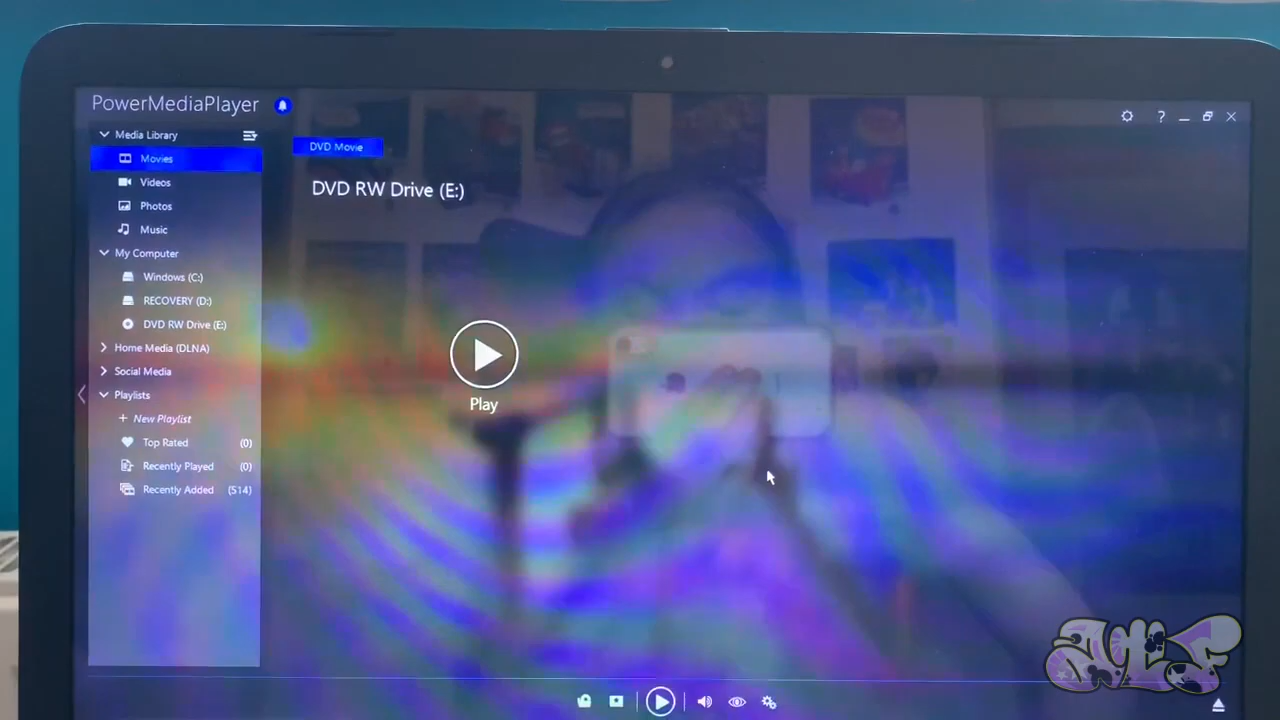 PowerMediaPlayer
Media Library
Movies
Videos
Photos
Music
My Computer
Windows (C:)
RECOVERY (D:)
DVD RW Drive (E:)
Home Media (DLNA)
Social Media
Playlists
+ New Playlist
Top Rated (0)
Recently Played (0)
Recently Added (514)
DVD Movie
DVD RW Drive (E:)
Play
?